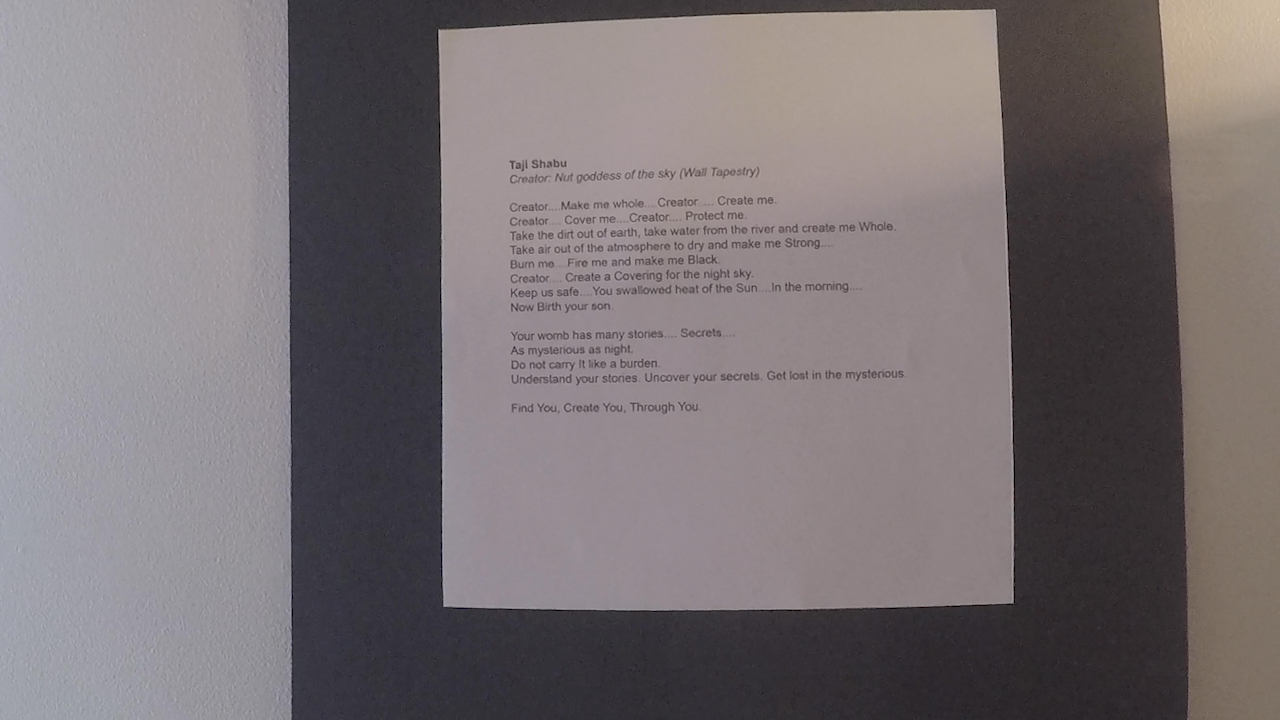 Taji Shabu
Creator: Nut goddess of the sky (Wall Tapestry)
Creator....Make me whole....Creator..... Create me.
Creator.... Cover me....Creator.... Protect me.
Take the dirt out of earth, take water from the river and create me Whole.
Take air out of the atmosphere to dry and make me Strong....
Burn me....Fire me and make me Black.
Creator.... Create a Covering for the night sky.
Keep us safe....You swallowed heat of the Sun....In the morning....
Now Birth your son.
Your womb has many stories.... Secrets....
As mysterious as night.
Do not carry It like a burden.
Understand your stories. Uncover your secrets. Get lost in the mysterious.
Find You, Create You, Through You.